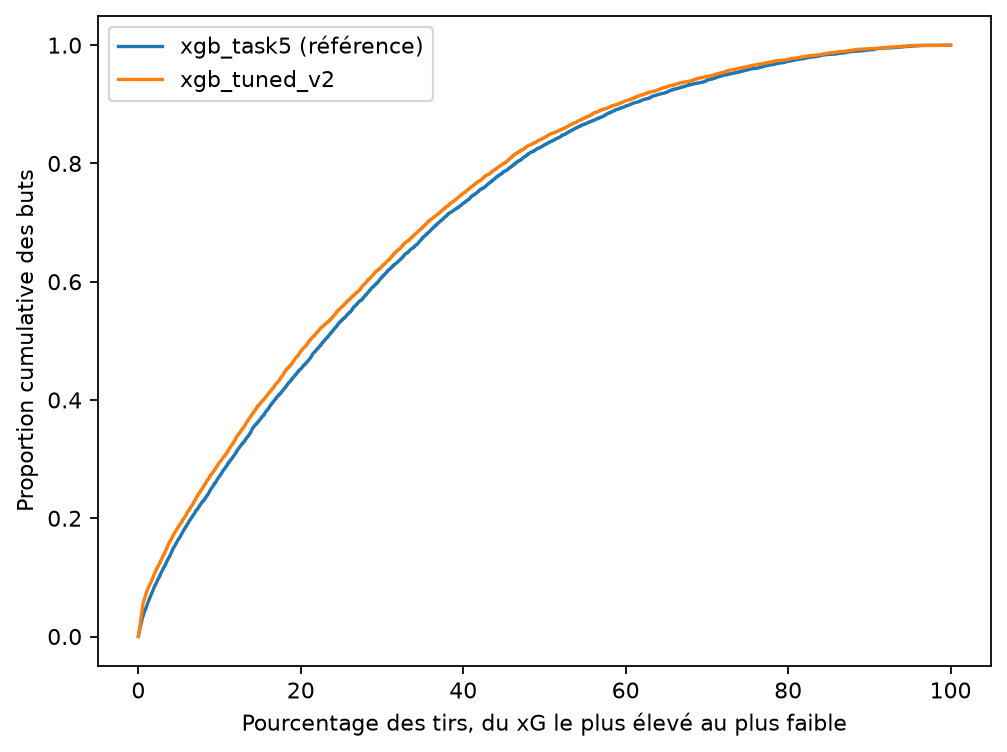 xgb_task5 (référence)
xgb_tuned_v2
Proportion cumulative des buts
1.0
0.8
0.6
0.4
0.2
0.0
0 20 40 60 80 100
Pourcentage des tirs, du xG le plus élevé au plus faible